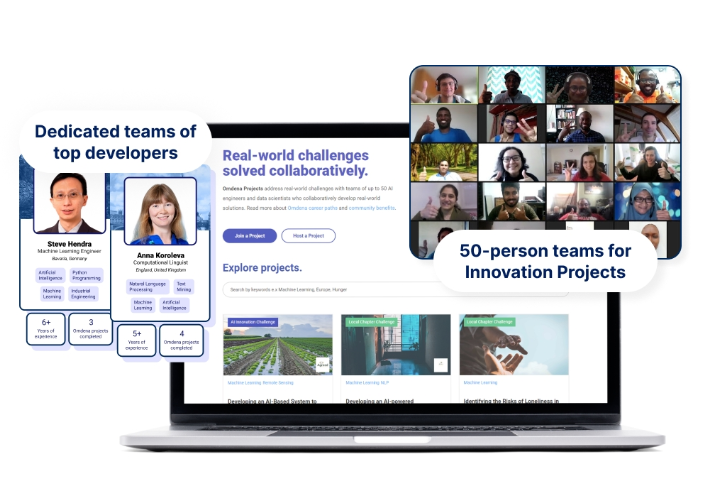 Dedicated teams of
top developers
Steve Hendra
Machine Learning Engineer
Bavaria, Germany
Artificial
Intelligence
Python
Programming
Machine
Learning
Industrial
Engineering
6+
Years of
experience
3
Omdena projects
completed
Anna Koroleva
Computational Linguist
England, United Kingdom
Natural Language
Processing
Text
Mining
Machine
Learning
Artificial
Intelligence
5+
Years of
experience
4
Omdena projects
completed
Real-world challenges
solved collaboratively.
Omdena Projects address real-world challenges with teams of up to 50 AI
engineers and data scientists who collaboratively develop real-world
solutions. Read more about Omdena career paths and community benefits.
Join a Project
Host a Project
Explore projects.
Search by keywords e.x Machine Learning, Europe, Hunger
AI Innovation Challenge
Machine Learning, Remote Sensing
Developing an AI-Based System to
Local Chapter Challenge
Machine Learning, NLP
Developing an AI-powered
Local Chapter Challenge
Machine Learning
Identifying the Risks of Loneliness in
50-person teams for
Innovation Projects